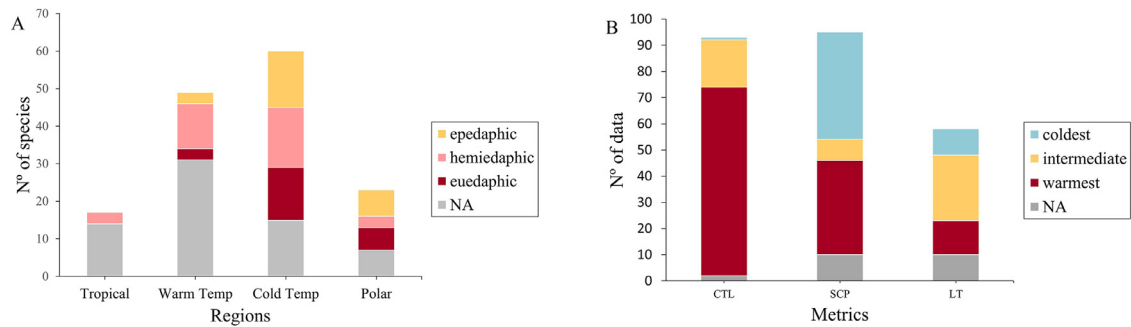 A
70
60
50
40
30
20
10
0
Nº of species
Tropical
Warm Temp
Cold Temp
Polar
Regions
epedaphic
hemiedaphic
euedaphic
NA
B
100
90
80
70
60
50
40
30
20
10
0
Nº of data
CTL
SCP
LT
Metrics
coldest
intermediate
warmest
NA